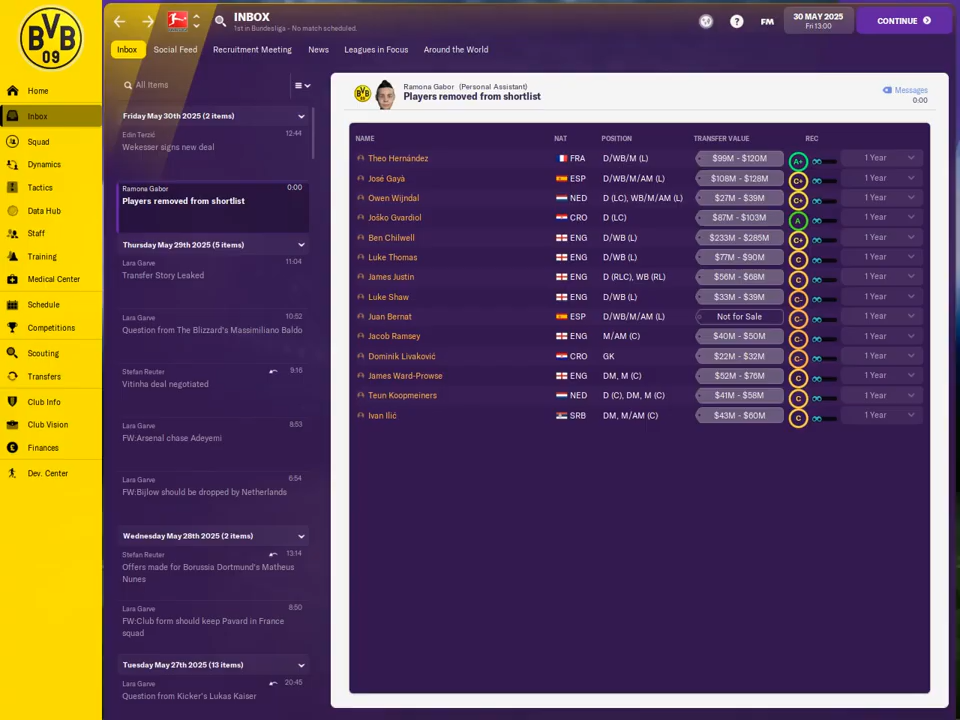 BVB
09
INBOX
1st in Bundesliga - No match scheduled.
FM
30 MAY 2025
Fri 13:00
CONTINUE
Inbox
Social Feed
Recruitment Meeting
News
Leagues in Focus
Around the World
Home
Inbox
Squad
Dynamics
Tactics
Data Hub
Staff
Training
Medical Center
Schedule
Competitions
Scouting
Transfers
Club Info
Club Vision
Finances
Dev. Center
All Items
Friday May 30th 2025 (2 items)
Edin Terzić 12:44
Wekesser signs new deal
Ramona Gabor 0:00
Players removed from shortlist
Thursday May 29th 2025 (5 items)
Lara Garve 11:04
Transfer Story Leaked
Lara Garve 10:52
Question from The Blizzard's Massimiliano Baldo
Stefan Reuter 9:16
Vitinha deal negotiated
Lara Garve 8:53
FW:Arsenal chase Adeyemi
Lara Garve 6:54
FW:Bijlow should be dropped by Netherlands
Wednesday May 28th 2025 (2 items)
Stefan Reuter 13:14
Offers made for Borussia Dortmund's Matheus
Nunes
Lara Garve 8:50
FW:Club form should keep Pavard in France
squad
Tuesday May 27th 2025 (13 items)
Lara Garve 20:45
Question from Kicker's Lukas Kaiser
Ramona Gabor (Personal Assistant)
Players removed from shortlist
Messages
0:00
NAME NAT POSITION TRANSFER VALUE REC
Theo Hernández FRA D/WB/M (L) $99M - $120M A+ 1 Year
José Gayà ESP D/WB/M/AM (L) $108M - $128M C+ 1 Year
Owen Wijndal NED D (LC), WB/M/AM (L) $27M - $39M C+ 1 Year
Joško Gvardiol CRO D (LC) $87M - $103M A 1 Year
Ben Chilwell ENG D/WB (L) $233M - $285M C+ 1 Year
Luke Thomas ENG D/WB (L) $77M - $90M C 1 Year
James Justin ENG D (RLC), WB (RL) $56M - $68M C 1 Year
Luke Shaw ENG D/WB (L) $33M - $39M C- 1 Year
Juan Bernat ESP D/WB/M/AM (L) Not for Sale C- 1 Year
Jacob Ramsey ENG M/AM (C) $40M - $50M C- 1 Year
Dominik Livaković CRO GK $22M - $32M C- 1 Year
James Ward-Prowse ENG DM, M (C) $52M - $76M C 1 Year
Teun Koopmeiners NED D (C), DM, M (C) $41M - $58M C 1 Year
Ivan Ilić SRB DM, M/AM (C) $43M - $60M C 1 Year